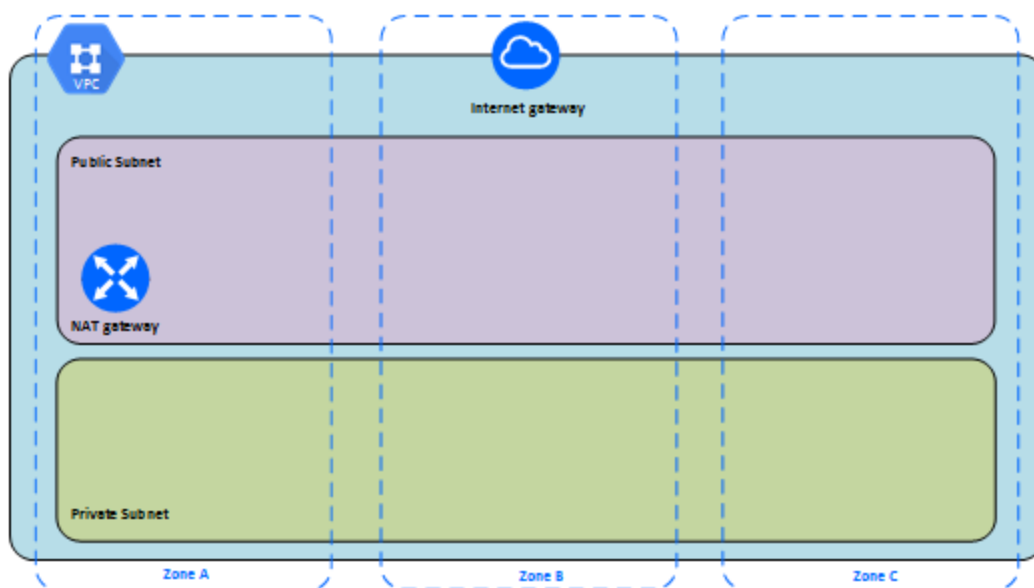 VPC
Internet gateway
Public Subnet
NAT gateway
Private Subnet
Zone A
Zone B
Zone C